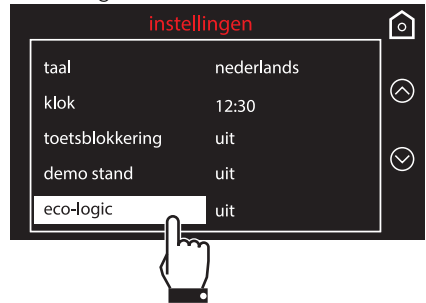 instellingen
taal nederlands
klok 12:30
toetsblokkering uit
demo stand uit
eco-logic uit